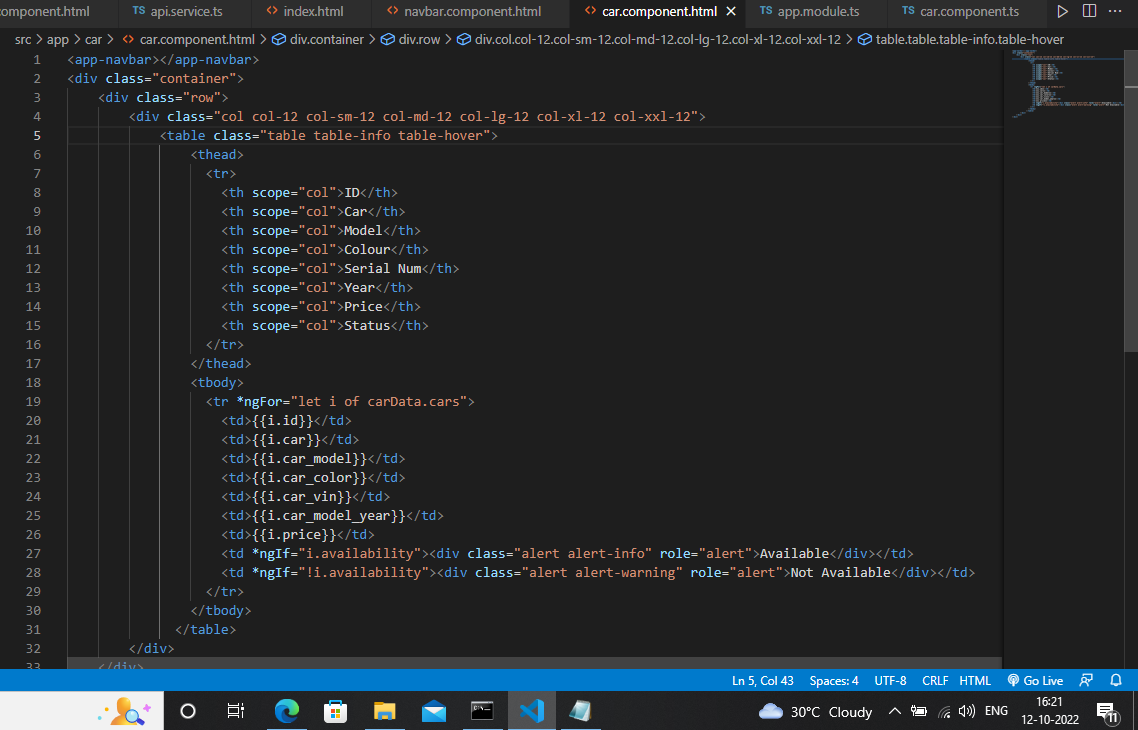 omponent.html TS api.service.ts <> index.html <> navbar.component.html <> car.component.html TS app.module.ts TS car.component.ts
src > app > car > <> car.component.html > div.container > div.row > div.col.col-12.col-sm-12.col-md-12.col-lg-12.col-xl-12.col-xxl-12 > table.table.table-info.table-hover
1 <app-navbar></app-navbar>
2 <div class="container">
3 <div class="row">
4 <div class="col col-12 col-sm-12 col-md-12 col-lg-12 col-xl-12 col-xxl-12">
5 <table class="table table-info table-hover">
6 <thead>
7 <tr>
8 <th scope="col">ID</th>
9 <th scope="col">Car</th>
10 <th scope="col">Model</th>
11 <th scope="col">Colour</th>
12 <th scope="col">Serial Num</th>
13 <th scope="col">Year</th>
14 <th scope="col">Price</th>
15 <th scope="col">Status</th>
16 </tr>
17 </thead>
18 <tbody>
19 <tr *ngFor="let i of carData.cars">
20 <td>{{i.id}}</td>
21 <td>{{i.car}}</td>
22 <td>{{i.car_model}}</td>
23 <td>{{i.car_color}}</td>
24 <td>{{i.car_vin}}</td>
25 <td>{{i.car_model_year}}</td>
26 <td>{{i.price}}</td>
27 <td *ngIf="i.availability"><div class="alert alert-info" role="alert">Available</div></td>
28 <td *ngIf="!i.availability"><div class="alert alert-warning" role="alert">Not Available</div></td>
29 </tr>
30 </tbody>
31 </table>
32 </div>
33 </div>
Ln 5, Col 43 Spaces: 4 UTF-8 CRLF HTML Go Live
30°C Cloudy ENG 16:21
12-10-2022 11